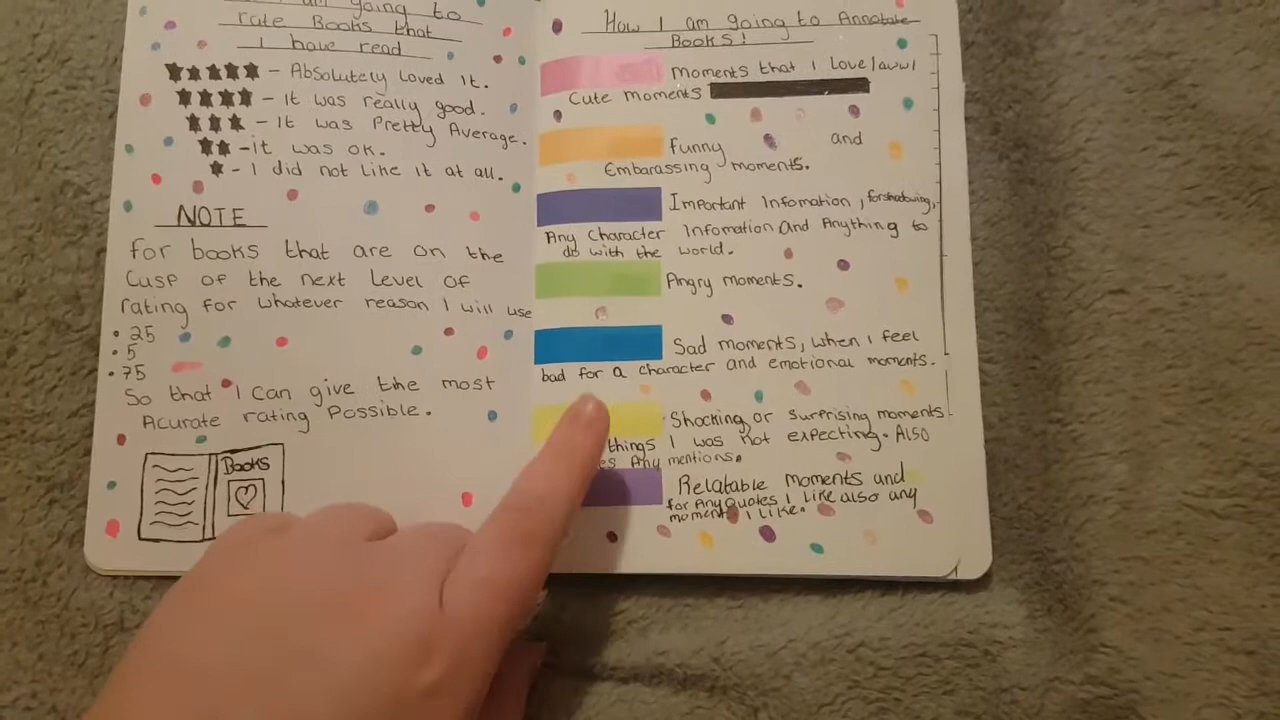 I am going to
rate Books that
I have read
- Absolutely Loved It.
- It was really good.
- It was Pretty Average.
- It was ok.
- I did not Like it at all.
NOTE
for books that are on the
Cusp of the next Level of
rating for whatever reason I will use
• 25
• 5
• 75
So that I can give the most
Acurate rating Possible.
Books
How I am going to Annotate
Books!
Moments that I Love/aww/
Cute moments
Funny and
Embarassing moments.
Important Infomation, forshadowing,
Any Character Infomation and Anything to
do with the world.
Angry moments.
Sad moments, when I feel
bad for a character and emotional moments.
Shocking or Surprising moments
things I was not expecting. Also
Any mentions.
Relatable moments and
for Any Quotes I Like also any
moments I Like.